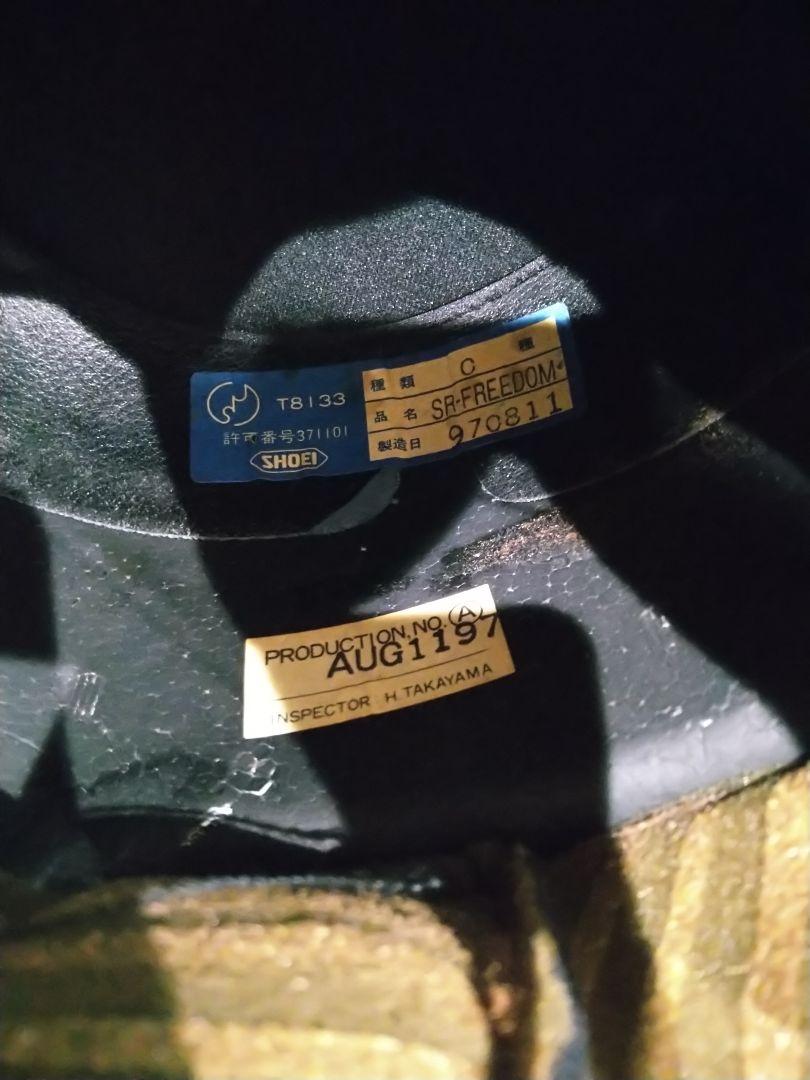 T8133
許可番号371101
SHOEI
種類 C 種
品名 SR-FREEDOM
製造日 970811
PRODUCTION.NO.Ⓐ
AUG1197
INSPECTOR H.TAKAYAMA